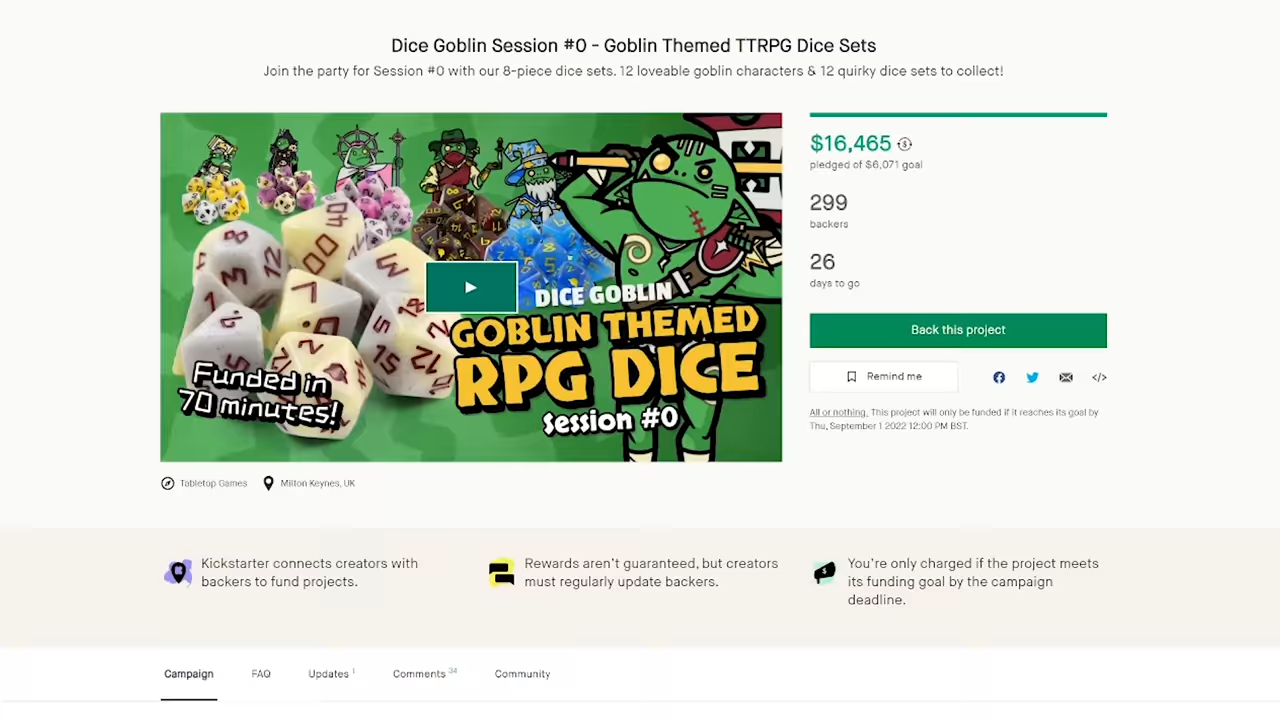 Dice Goblin Session #0 - Goblin Themed TTRPG Dice Sets
Join the party for Session #0 with our 8-piece dice sets. 12 loveable goblin characters & 12 quirky dice sets to collect!
DICE GOBLIN
GOBLIN THEMED
RPG DICE
Session #0
Funded in
70 minutes!
$16,465
pledged of $6,071 goal
299
backers
26
days to go
Back this project
Remind me
</>
All or nothing. This project will only be funded if it reaches its goal by
Thu, September 1 2022 12:00 PM BST.
Tabletop Games
Milton Keynes, UK
Kickstarter connects creators with
backers to fund projects.
Rewards aren't guaranteed, but creators
must regularly update backers.
You're only charged if the project meets
its funding goal by the campaign
deadline.
Campaign FAQ Updates 1 Comments 34 Community